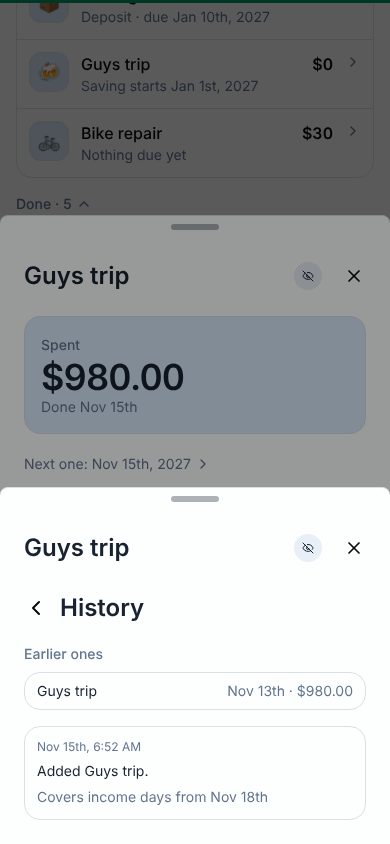 Deposit · due Jan 10th, 2027
Guys trip
$0
Saving starts Jan 1st, 2027
Bike repair
$30
Nothing due yet
Done · 5
Guys trip
Spent
$980.00
Done Nov 15th
Next one: Nov 15th, 2027
Guys trip
History
Earlier ones
Guys trip
Nov 13th · $980.00
Nov 15th, 6:52 AM
Added Guys trip.
Covers income days from Nov 18th